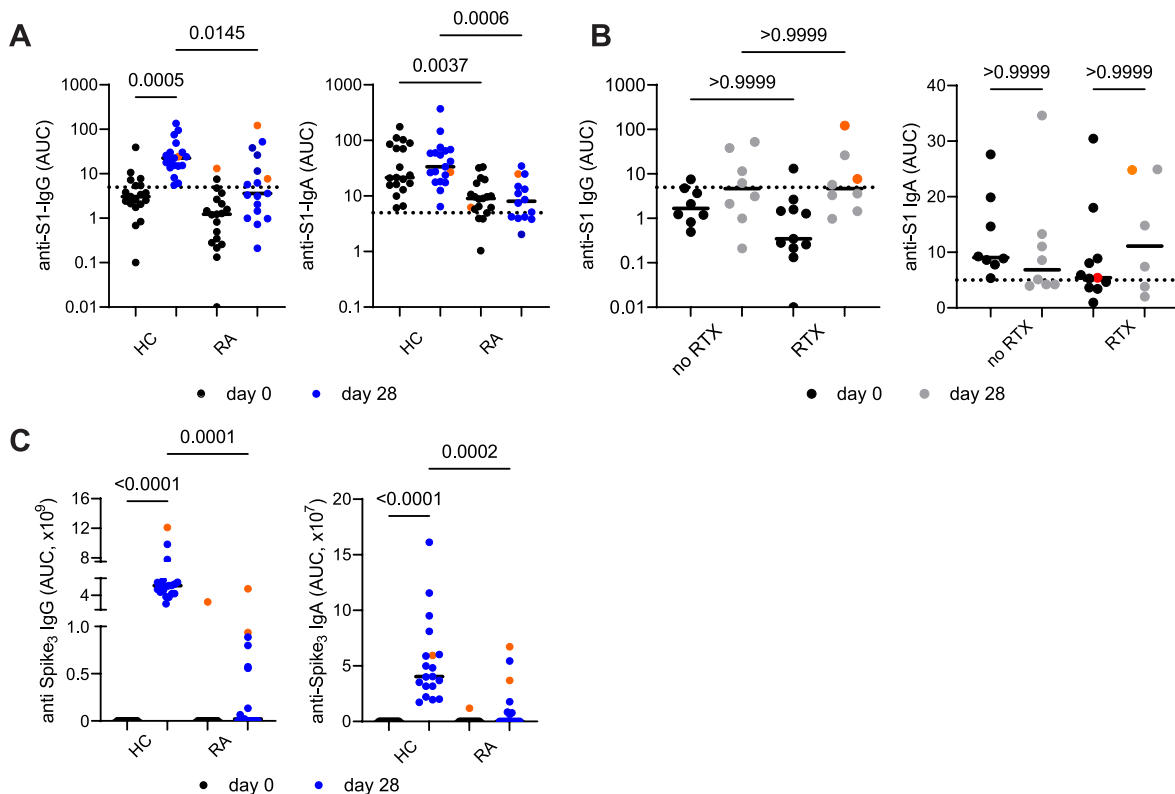 A
0.0145
0.0005
anti-S1-IgG (AUC)
1000
100
10
1
0.1
0.01
HC
RA
0.0006
0.0037
anti-S1-IgA (AUC)
1000
100
10
1
0.1
HC
RA
day 0
day 28
B
>0.9999
>0.9999
anti-S1 IgG (AUC)
1000
100
10
1
0.1
0.01
no RTX
RTX
>0.9999
>0.9999
anti-S1 IgA (AUC)
40
30
20
10
0
no RTX
RTX
day 0
day 28
C
0.0001
<0.0001
anti Spike3 IgG (AUC, x10^9)
16
12
8
4
1.0
0.5
0
HC
RA
0.0002
<0.0001
anti-Spike3 IgA (AUC, x10^7)
20
15
10
5
0
HC
RA
day 0
day 28